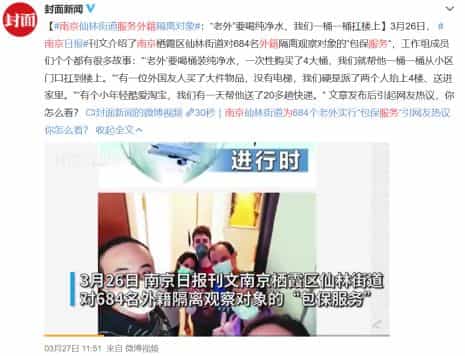 封面
封面新闻
【#南京仙林街道服务外籍隔离对象#:“老外”要喝纯净水,我们一桶一桶扛楼上】3月26日,
南京日报#刊文介绍了南京栖霞区仙林街道对684名外籍隔离观察对象的“包保服务”,工作组成员
们个个都有很多故事:“老外”要喝桶装纯净水,一次性购买了4大桶,我们就帮他一桶一桶从小区
门口扛到楼上。”“有一位外国友人买了大件物品,没有电梯,我们硬是派了两个人抬上4楼、送进
家里。”“有个小年轻酷爱淘宝,我们有一天帮他送了20多趟快递。” 文章发布后引起网友热议,你
怎么看?封面新闻的微博视频 30秒 | 南京仙林街道为684个老外实行“包保服务”引网友热议
你怎么看? 收起全文
进行时
3月26日 南京日报刊文南京栖霞区仙林街道
对684名外籍隔离观察对象的“包保服务”
03月27日 11:51 来自 微博视频